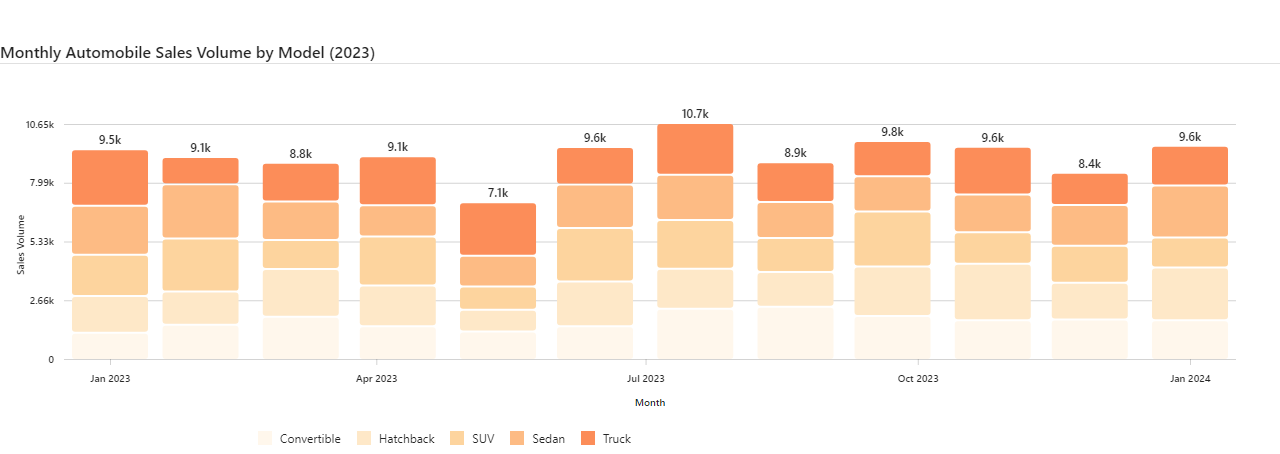 Monthly Automobile Sales Volume by Model (2023)
10.7k
9.5k
9.1k
8.8k
9.1k
7.1k
9.6k
8.9k
9.8k
9.6k
8.4k
9.6k
10.65k
7.99k
5.33k
2.66k
0
Sales Volume
Jan 2023 Apr 2023 Jul 2023 Oct 2023 Jan 2024
Month
Convertible Hatchback SUV Sedan Truck